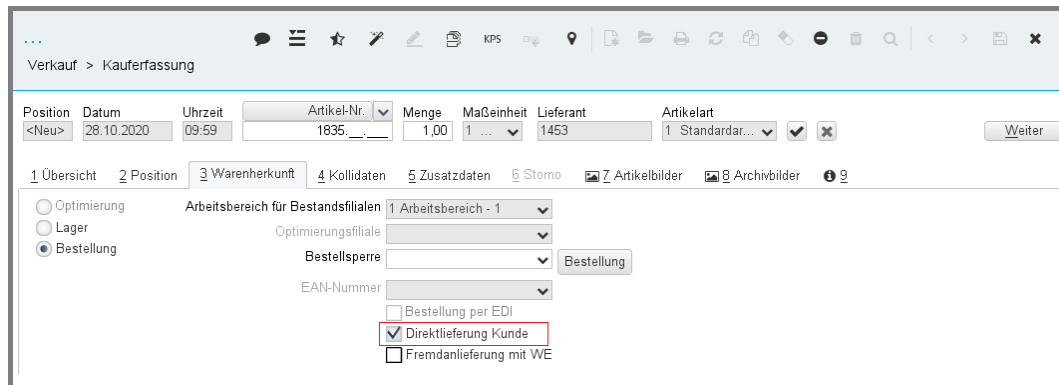 ...
KPS
Verkauf > Kauferfassung
Position Datum Uhrzeit Artikel-Nr. Menge Maßeinheit Lieferant Artikelart
<Neu> 28.10.2020 09:59 1835.__.__ 1,00 1 ... 1453 1 Standardar... Weiter
1 Übersicht 2 Position 3 Warenherkunft 4 Kollidaten 5 Zusatzdaten 6 Storno 7 Artikelbilder 8 Archivbilder 9
Optimierung Arbeitsbereich für Bestandsfilialen 1 Arbeitsbereich - 1
Lager Optimierungsfiliale
Bestellung Bestellsperre Bestellung
EAN-Nummer
Bestellung per EDI
Direktlieferung Kunde
Fremdanlieferung mit WE